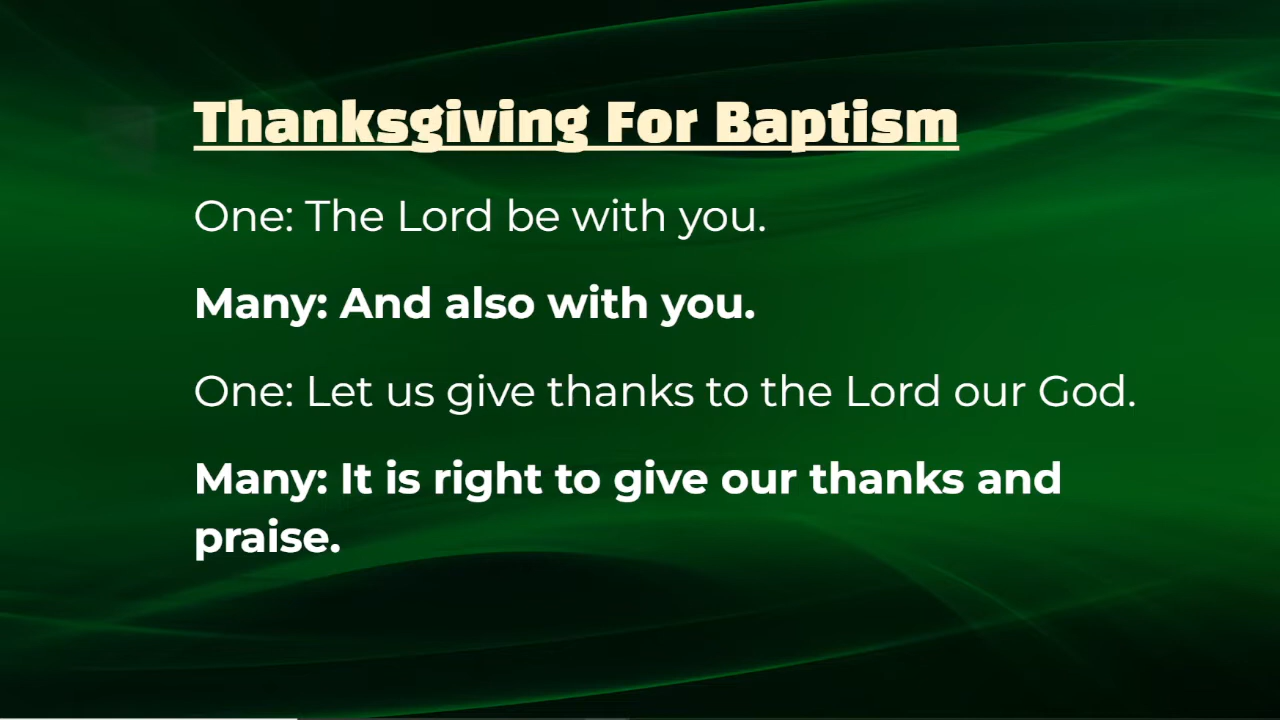 Thanksgiving For Baptism
One: The Lord be with you.
Many: And also with you.
One: Let us give thanks to the Lord our God.
Many: It is right to give our thanks and
praise.